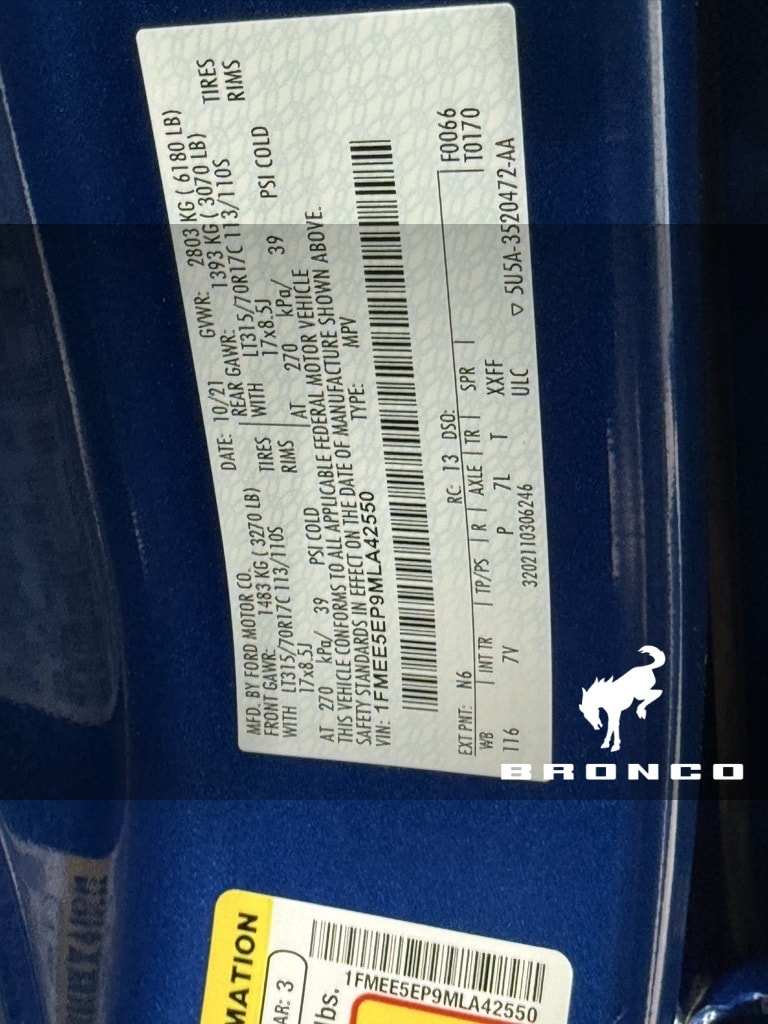 MFD. BY FORD MOTOR CO.
DATE: 10/21 GVWR: 2803 KG ( 6180 LB)
FRONT GAWR: 1483 KG ( 3270 LB)
REAR GAWR: 1393 KG ( 3070 LB)
WITH LT315/70R17C 113/110S TIRES
17x8.5J RIMS
AT 270 kPa/ 39 PSI COLD
WITH LT315/70R17C 113/110S TIRES
17x8.5J RIMS
AT 270 kPa/ 39 PSI COLD
THIS VEHICLE CONFORMS TO ALL APPLICABLE FEDERAL MOTOR VEHICLE
SAFETY STANDARDS IN EFFECT ON THE DATE OF MANUFACTURE SHOWN ABOVE.
VIN: 1FMEE5EP9MLA42550 TYPE: MPV
EXT PNT: N6 RC: 13 DSO: F0066
WB INT TR TP/PS R AXLE TR SPR T0170
116 7V P 7L T XXFF
3202110306246 ULC ▽ 5U5A-3520472-AA
BRONCO
MATION
AR: 3
lbs.
1FMEE5EP9MLA42550